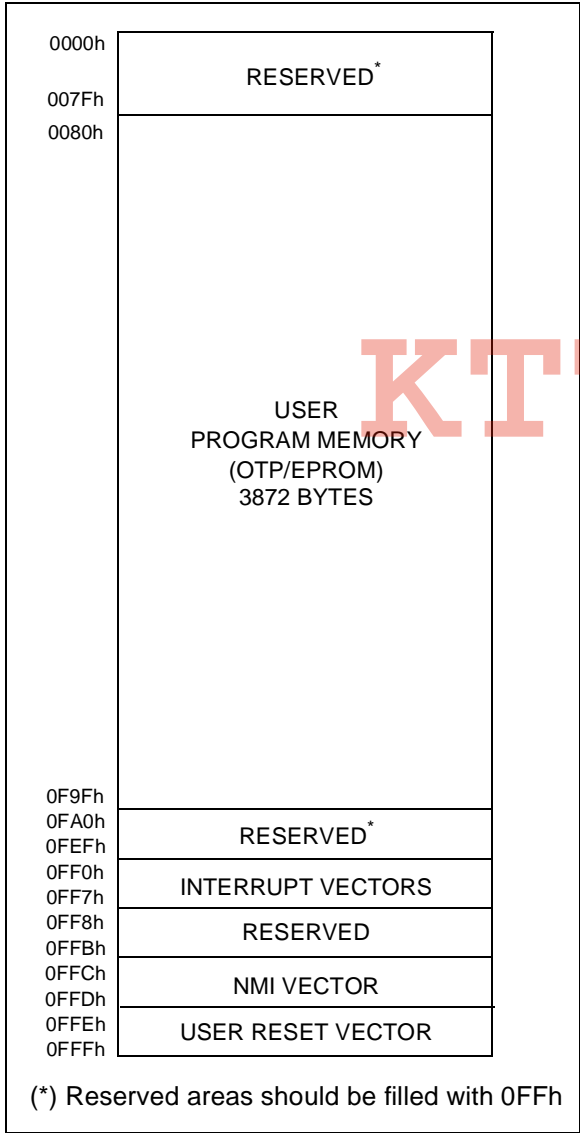 0000h
RESERVED*
007Fh
0080h
KT
USER
PROGRAM MEMORY
(OTP/EPROM)
3872 BYTES
0F9Fh
0FA0h
RESERVED*
0FEFh
0FF0h
INTERRUPT VECTORS
0FF7h
0FF8h
RESERVED
0FFBh
0FFCh
NMI VECTOR
0FFDh
0FFEh
USER RESET VECTOR
0FFFh
(*) Reserved areas should be filled with 0FFh